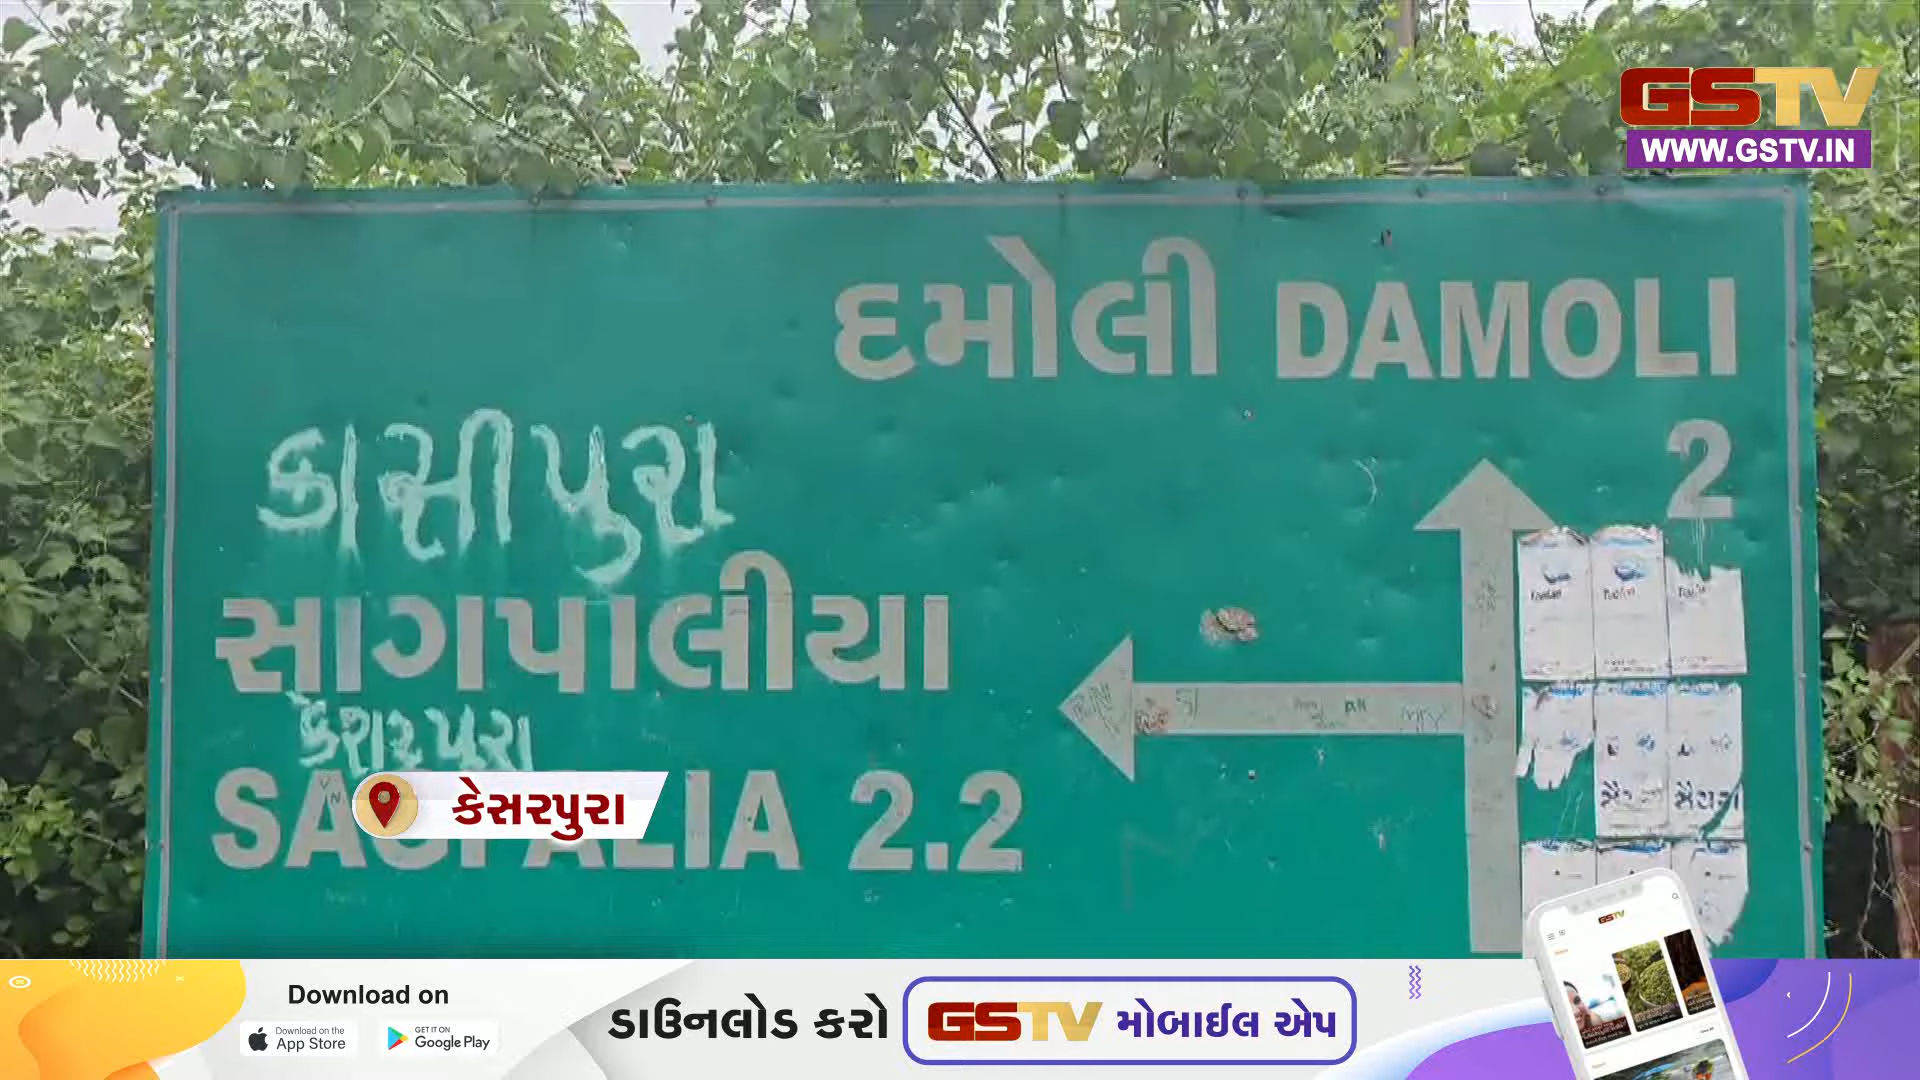 GSTV
WWW.GSTV.IN
દમોલી DAMOLI
2
કાસીપુરા
સાગપાલીયા
કેશરપુરા
SAGPALIA 2.2
કેસરપુરા
Download on
Download on the
App Store
GET IT ON
Google Play
ડાઉનલોડ કરો GSTV મોબાઈલ એપ